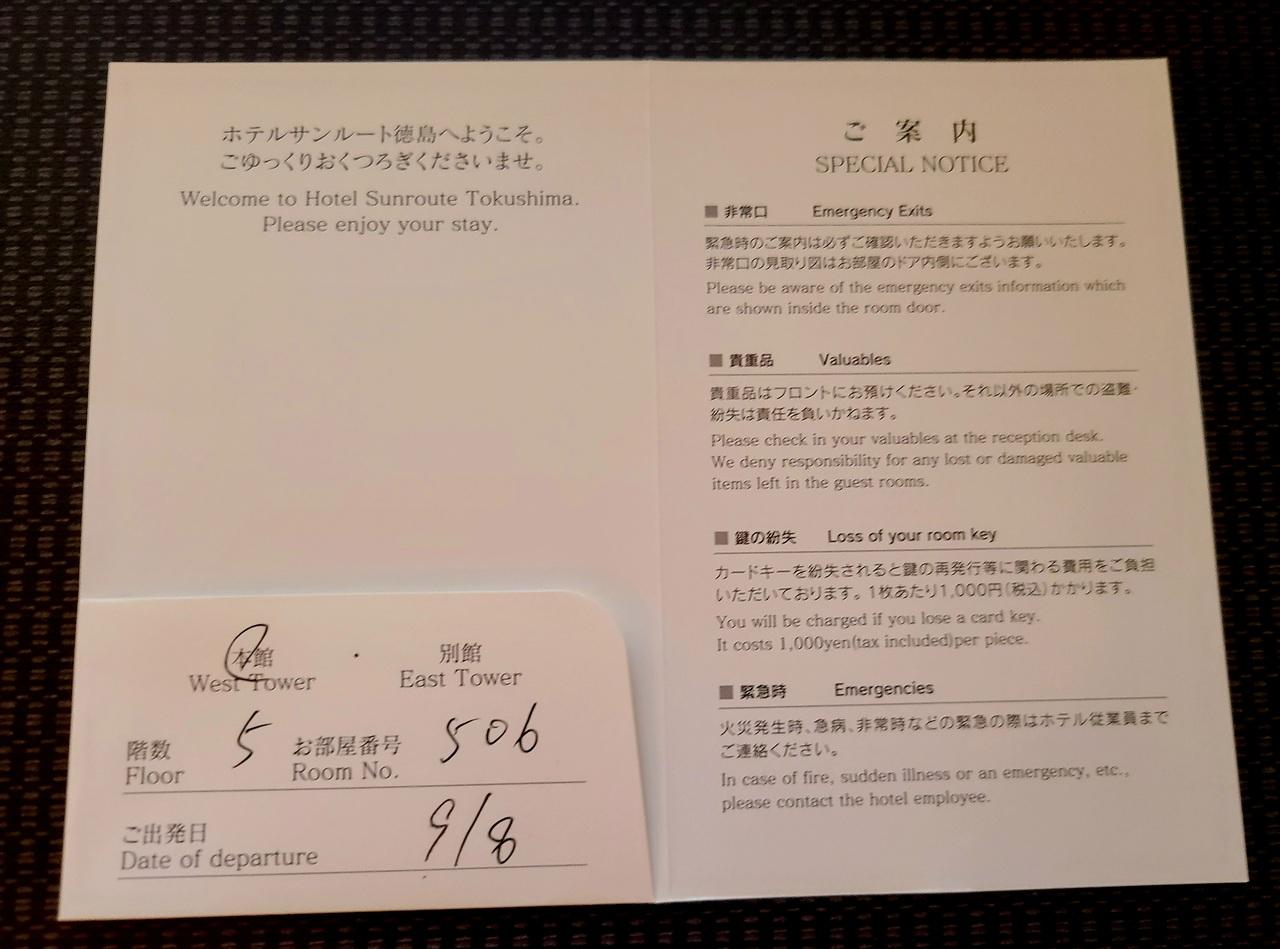 ホテルサンルート徳島へようこそ。
ごゆっくりおくつろぎくださいませ。
Welcome to Hotel Sunroute Tokushima.
Please enjoy your stay.
本館 ・ 別館
West Tower East Tower
階数 5 お部屋番号 506
Floor Room No.
ご出発日 9/8
Date of departure
ご案内
SPECIAL NOTICE
■ 非常口 Emergency Exits
緊急時のご案内は必ずご確認いただきますようお願いいたします。
非常口の見取り図はお部屋のドア内側にございます。
Please be aware of the emergency exits information which
are shown inside the room door.
■ 貴重品 Valuables
貴重品はフロントにお預けください。それ以外の場所での盗難・
紛失は責任を負いかねます。
Please check in your valuables at the reception desk.
We deny responsibility for any lost or damaged valuable
items left in the guest rooms.
■ 鍵の紛失 Loss of your room key
カードキーを紛失されると鍵の再発行等に関わる費用をご負担
いただいております。1枚あたり1,000円(税込)かかります。
You will be charged if you lose a card key.
It costs 1,000yen(tax included)per piece.
■ 緊急時 Emergencies
火災発生時、急病、非常時などの緊急の際はホテル従業員まで
ご連絡ください。
In case of fire, sudden illness or an emergency, etc.,
please contact the hotel employee.